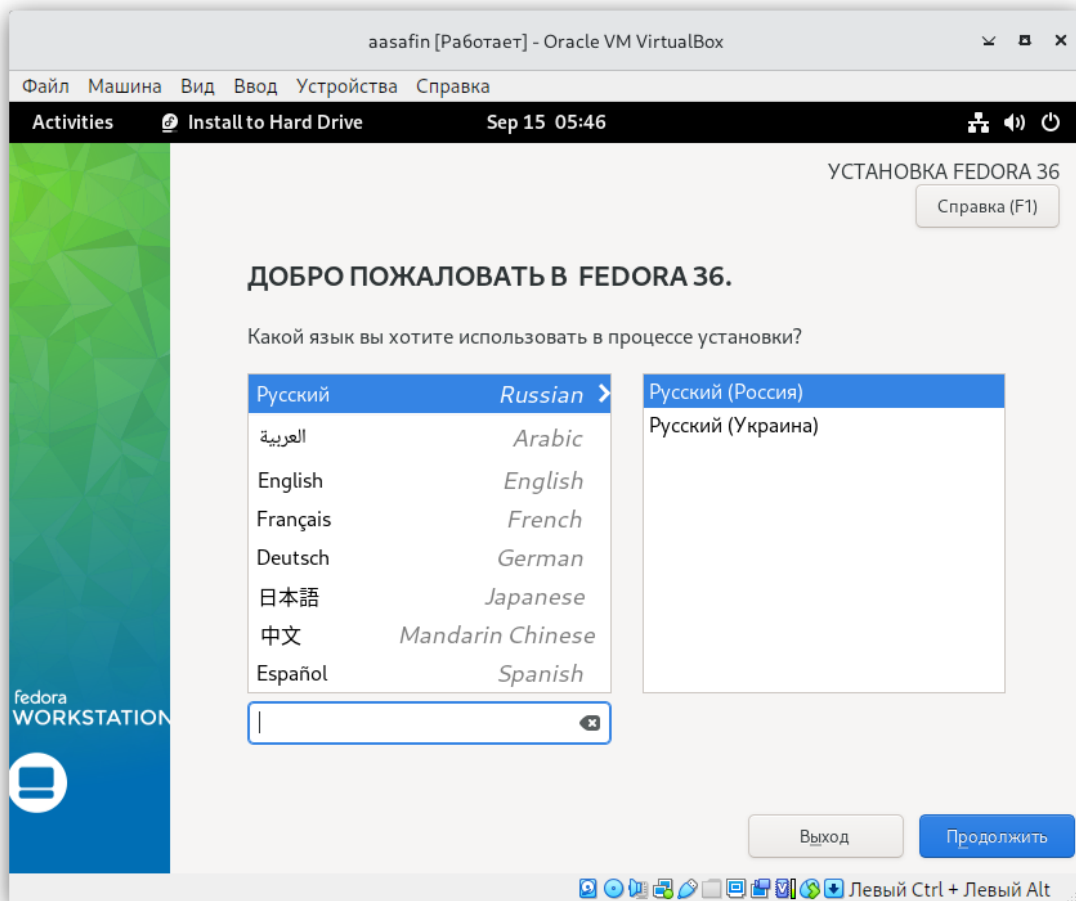 aasafin [Работает] - Oracle VM VirtualBox
Файл Машина Вид Ввод Устройства Справка
Activities Install to Hard Drive Sep 15 05:46
УСТАНОВКА FEDORA 36
Справка (F1)
ДОБРО ПОЖАЛОВАТЬ В FEDORA 36.
Какой язык вы хотите использовать в процессе установки?
Русский Russian
العربية Arabic
English English
Français French
Deutsch German
日本語 Japanese
中文 Mandarin Chinese
Español Spanish
Русский (Россия)
Русский (Украина)
fedora
WORKSTATION
Выход Продолжить
Левый Ctrl + Левый Alt